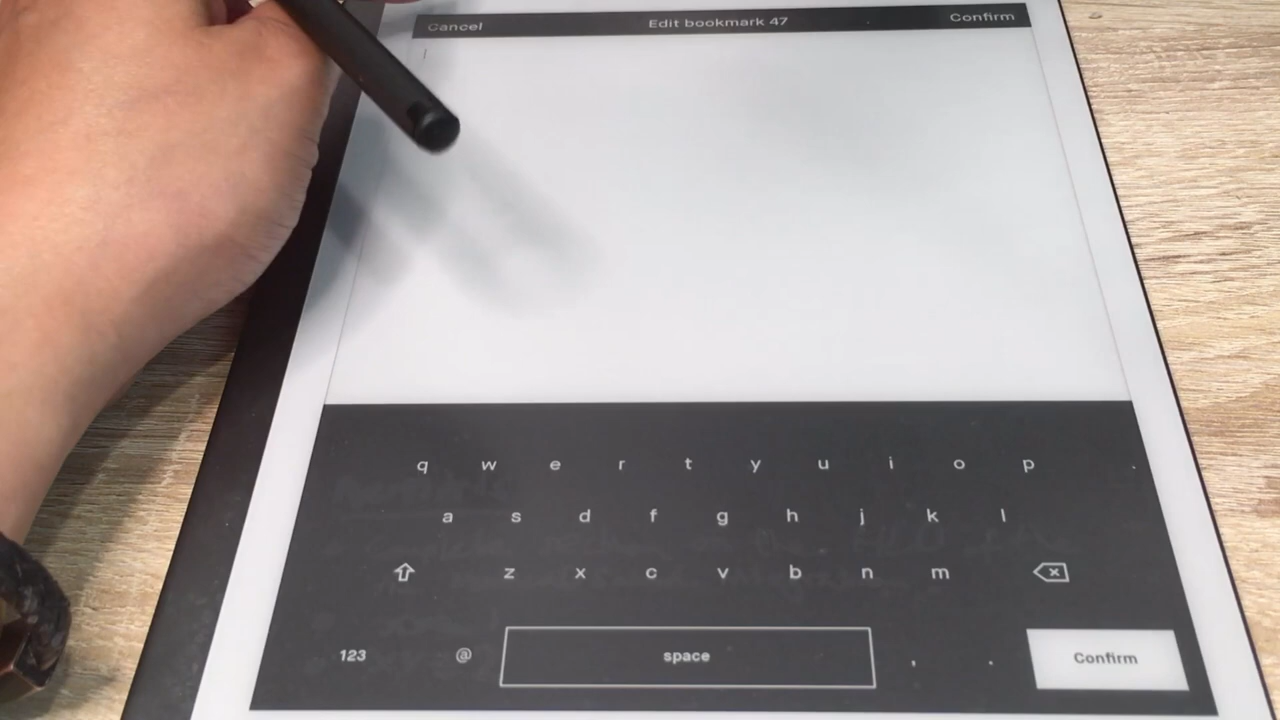 Cancel Edit bookmark 47 Confirm
q w e r t y u i o p
a s d f g h j k l
z x c v b n m
123 @ space , . Confirm